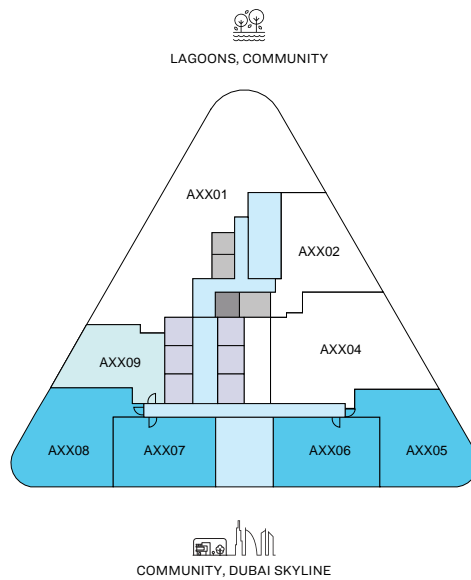 LAGOONS, COMMUNITY
AXX01
AXX02
AXX04
AXX09
AXX08
AXX07
AXX06
AXX05
COMMUNITY, DUBAI SKYLINE